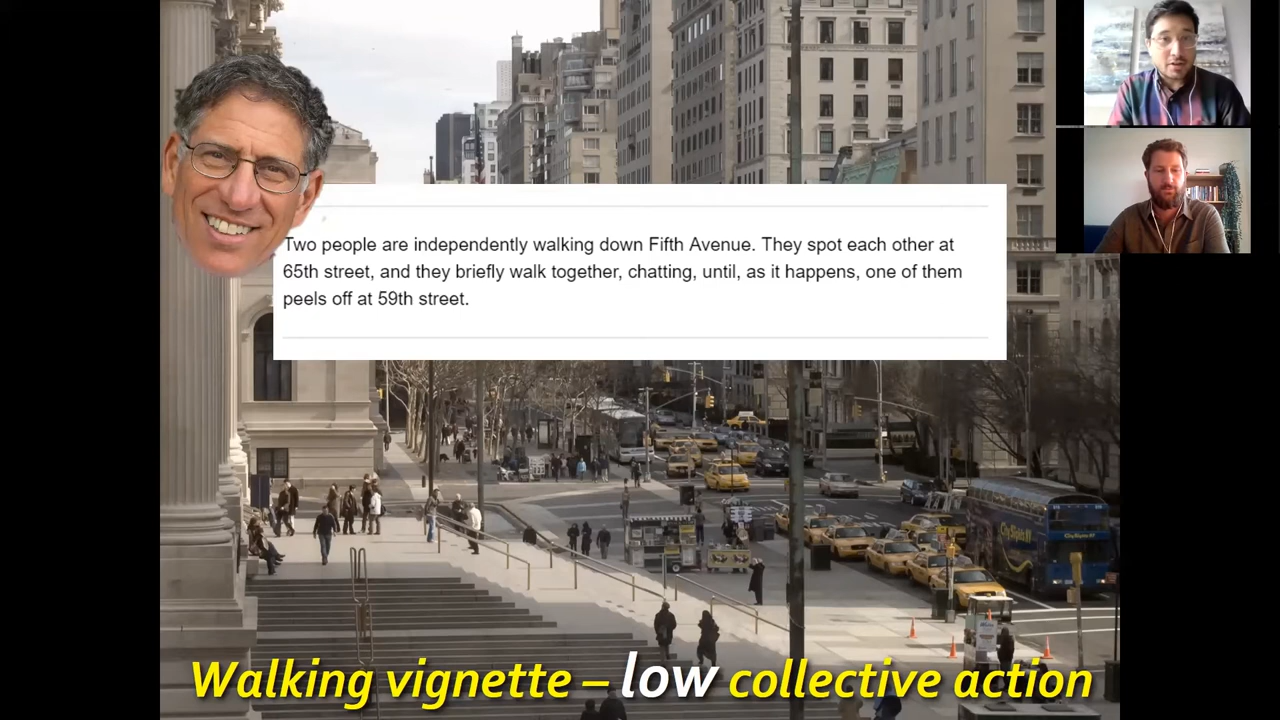 Two people are independently walking down Fifth Avenue. They spot each other at
65th street, and they briefly walk together, chatting, until, as it happens, one of them
peels off at 59th street.
Walking vignette – low collective action